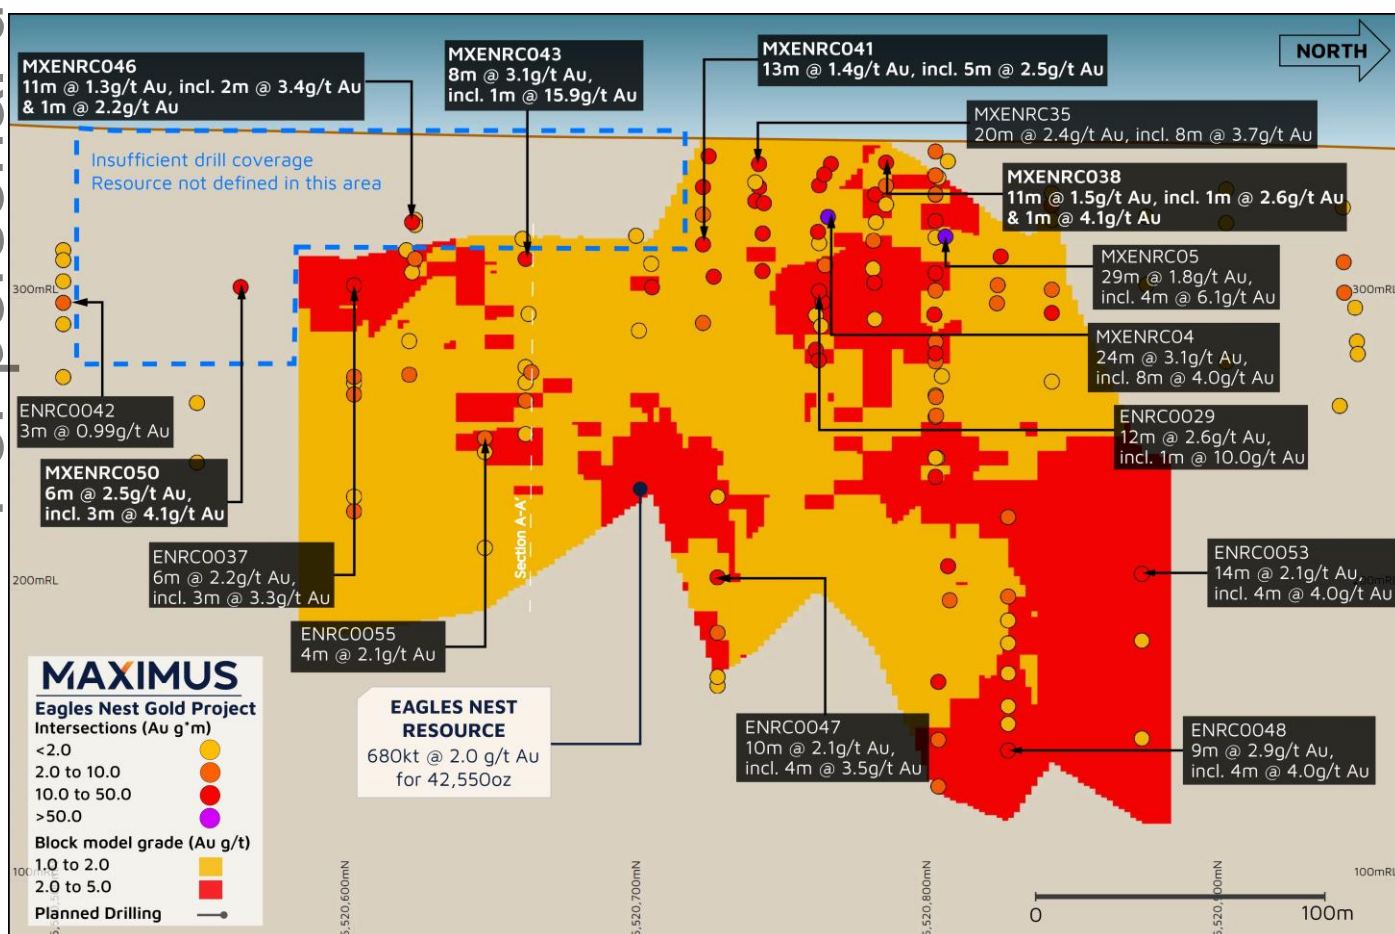 NORTH
MXENRC046
11m @ 1.3g/t Au, incl. 2m @ 3.4g/t Au
& 1m @ 2.2g/t Au
MXENRC043
8m @ 3.1g/t Au,
incl. 1m @ 15.9g/t Au
MXENRC041
13m @ 1.4g/t Au, incl. 5m @ 2.5g/t Au
MXENRC35
20m @ 2.4g/t Au, incl. 8m @ 3.7g/t Au
Insufficient drill coverage
Resource not defined in this area
MXENRC038
11m @ 1.5g/t Au, incl. 1m @ 2.6g/t Au
& 1m @ 4.1g/t Au
MXENRC05
29m @ 1.8g/t Au,
incl. 4m @ 6.1g/t Au
300mRL
300mRL
MXENRC04
24m @ 3.1g/t Au,
incl. 8m @ 4.0g/t Au
ENRC0042
3m @ 0.99g/t Au
ENRC0029
12m @ 2.6g/t Au,
incl. 1m @ 10.0g/t Au
MXENRC050
6m @ 2.5g/t Au,
incl. 3m @ 4.1g/t Au
Section A-A'
ENRC0037
6m @ 2.2g/t Au,
incl. 3m @ 3.3g/t Au
ENRC0053
14m @ 2.1g/t Au,
incl. 4m @ 4.0g/t Au
200mRL
ENRC0055
4m @ 2.1g/t Au
EAGLES NEST
RESOURCE
680kt @ 2.0 g/t Au
for 42,550oz
ENRC0047
10m @ 2.1g/t Au,
incl. 4m @ 3.5g/t Au
ENRC0048
9m @ 2.9g/t Au,
incl. 4m @ 4.0g/t Au
MAXIMUS
Eagles Nest Gold Project
Intersections (Au g*m)
<2.0
2.0 to 10.0
10.0 to 50.0
>50.0
Block model grade (Au g/t)
1.0 to 2.0
2.0 to 5.0
Planned Drilling
100mRL
5,520,600mN
5,520,700mN
5,520,800mN
5,520,900mN
0
100m